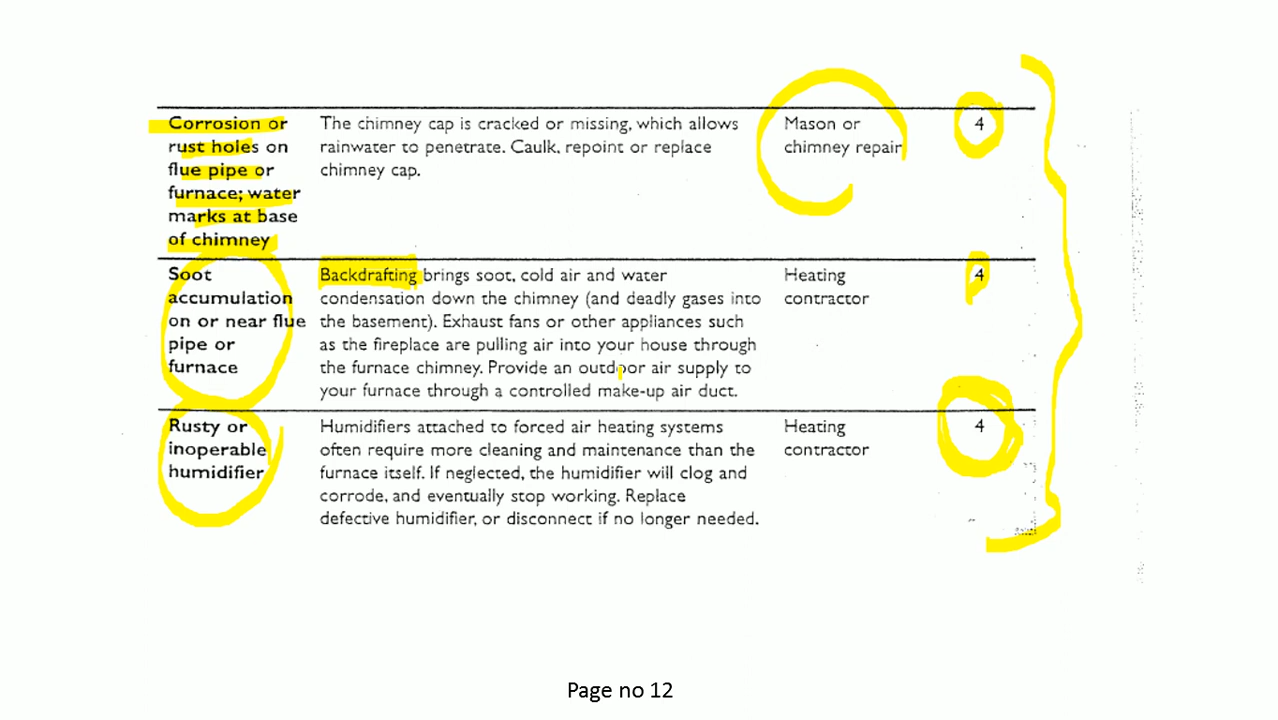 Corrosion or
rust holes on
flue pipe or
furnace; water
marks at base
of chimney
The chimney cap is cracked or missing, which allows
rainwater to penetrate. Caulk, repoint or replace
chimney cap.
Mason or
chimney repair
4
Soot
accumulation
on or near flue
pipe or
furnace
Backdrafting brings soot, cold air and water
condensation down the chimney (and deadly gases into
the basement). Exhaust fans or other appliances such
as the fireplace are pulling air into your house through
the furnace chimney. Provide an outdoor air supply to
your furnace through a controlled make-up air duct.
Heating
contractor
4
Rusty or
inoperable
humidifier
Humidifiers attached to forced air heating systems
often require more cleaning and maintenance than the
furnace itself. If neglected, the humidifier will clog and
corrode, and eventually stop working. Replace
defective humidifier, or disconnect if no longer needed.
Heating
contractor
4
Page no 12